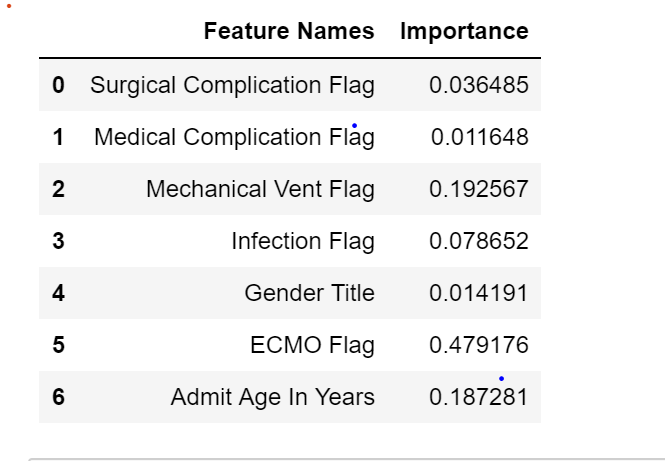 Feature Names Importance
0 Surgical Complication Flag 0.036485
1 Medical Complication Flag 0.011648
2 Mechanical Vent Flag 0.192567
3 Infection Flag 0.078652
4 Gender Title 0.014191
5 ECMO Flag 0.479176
6 Admit Age In Years 0.187281